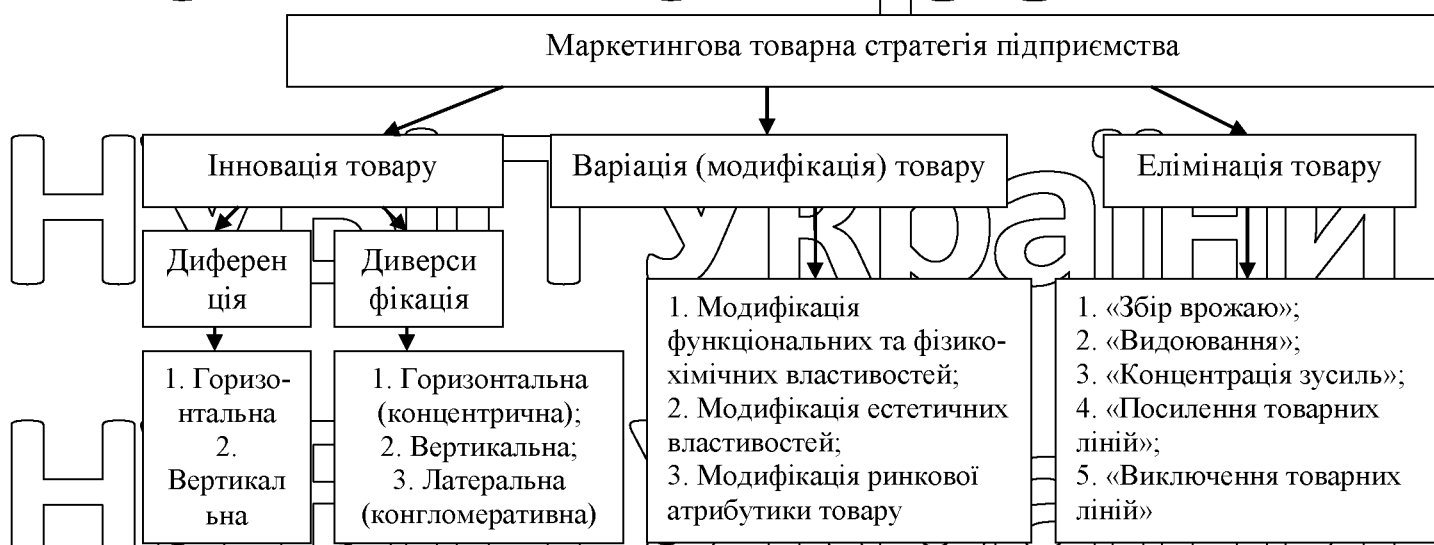 Маркетингова товарна стратегія підприємства
Інновація товару
Варіація (модифікація) товару
Елімінація товару
Диферен
ція
Диверси
фікація
1. Горизо-
нтальна
2.
Вертикал
ьна
1. Горизонтальна
(концентрична);
2. Вертикальна;
3. Латеральна
(конгломеративна)
1. Модифікація
функціональних та фізико-
хімічних властивостей;
2. Модифікація естетичних
властивостей;
3. Модифікація ринкової
атрибутики товару
1. «Збір врожаю»;
2. «Видоювання»;
3. «Концентрація зусиль»;
4. «Посилення товарних
ліній»;
5. «Виключення товарних
ліній»
України